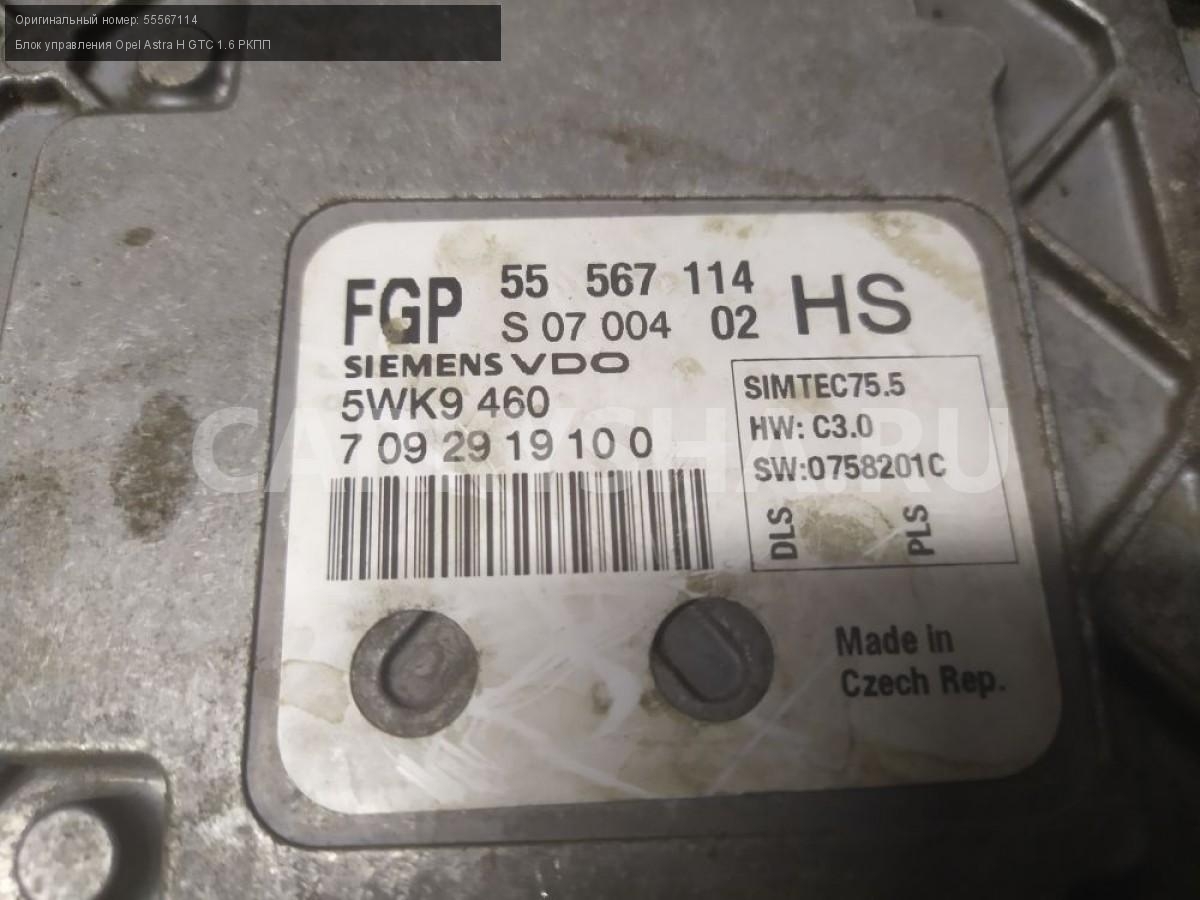 Оригинальный номер: 55567114
Блок управления Opel Astra H GTC 1.6 РКПП
FGP 55 567 114 HS
S 07 004 02
SIEMENS VDO
5WK9 460
7 09 29 19 10 0
SIMTEC75.5
HW: C3.0
SW:0758201C
DLS PLS
Made in
Czech Rep.